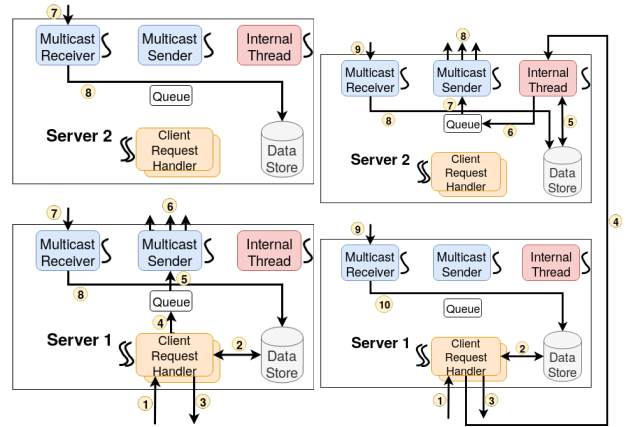 7
Multicast
Receiver
Multicast
Sender
Internal
Thread
8
Queue
Server 2
Client
Request
Handler
Data
Store
9
8
Multicast
Receiver
Multicast
Sender
Internal
Thread
7
8
Queue
6
5
Server 2
Client
Request
Handler
Data
Store
4
7
6
Multicast
Receiver
Multicast
Sender
Internal
Thread
5
8
Queue
4
Server 1
Client
Request
Handler
2
Data
Store
1
3
9
Multicast
Receiver
Multicast
Sender
Internal
Thread
10
Queue
Server 1
Client
Request
Handler
2
Data
Store
1
3